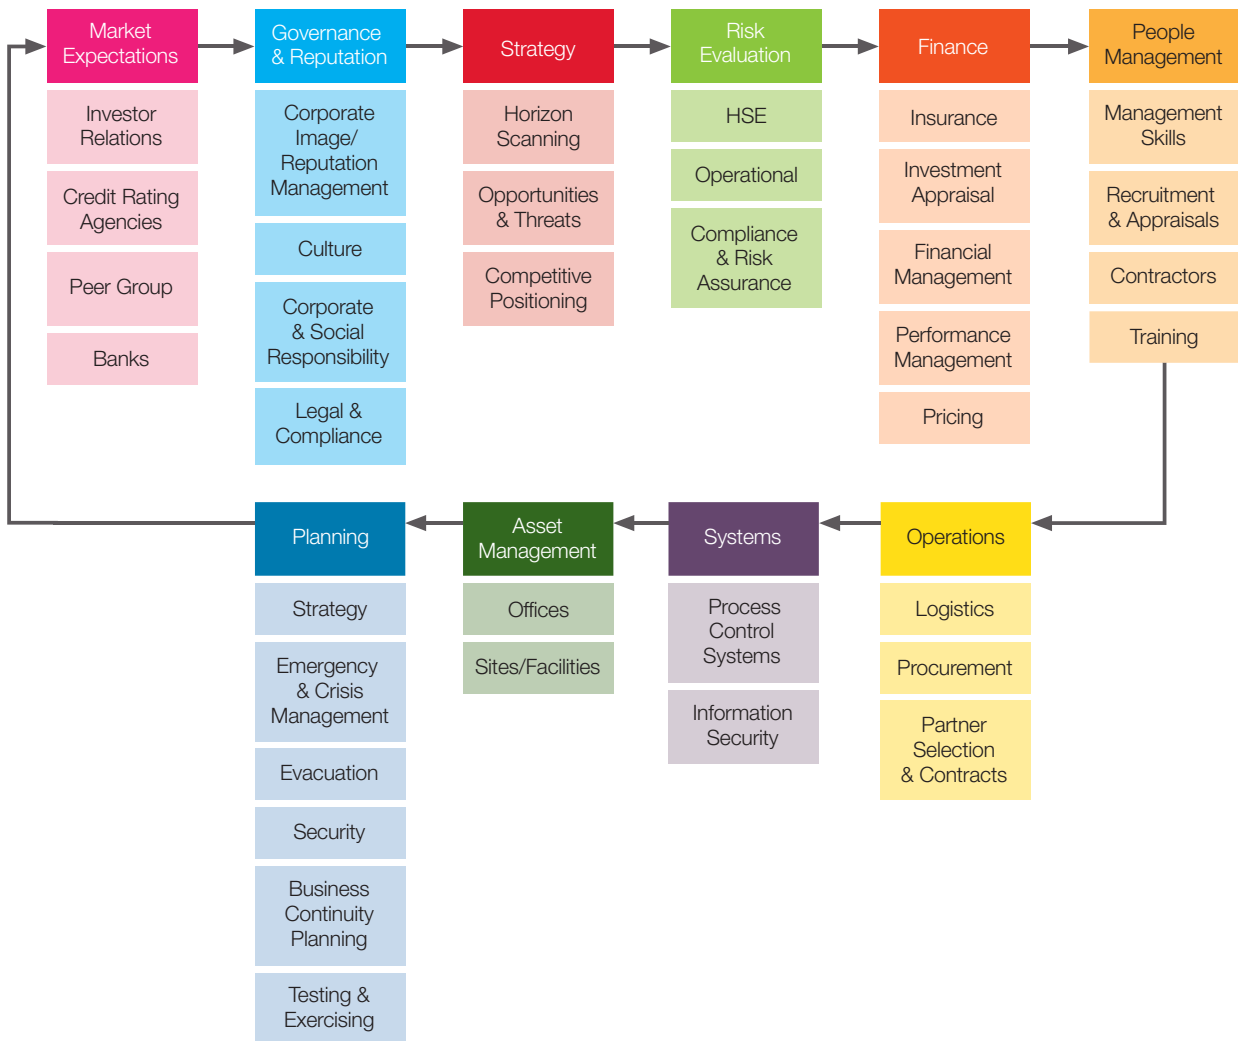 Market
Expectations
Investor
Relations
Credit Rating
Agencies
Peer Group
Banks
Governance
& Reputation
Corporate
Image/
Reputation
Management
Culture
Corporate
& Social
Responsibility
Legal &
Compliance
Strategy
Horizon
Scanning
Opportunities
& Threats
Competitive
Positioning
Risk
Evaluation
HSE
Operational
Compliance
& Risk
Assurance
Finance
Insurance
Investment
Appraisal
Financial
Management
Performance
Management
Pricing
People
Management
Management
Skills
Recruitment
& Appraisals
Contractors
Training
Planning
Strategy
Emergency
& Crisis
Management
Evacuation
Security
Business
Continuity
Planning
Testing &
Exercising
Asset
Management
Offices
Sites/Facilities
Systems
Process
Control
Systems
Information
Security
Operations
Logistics
Procurement
Partner
Selection
& Contracts